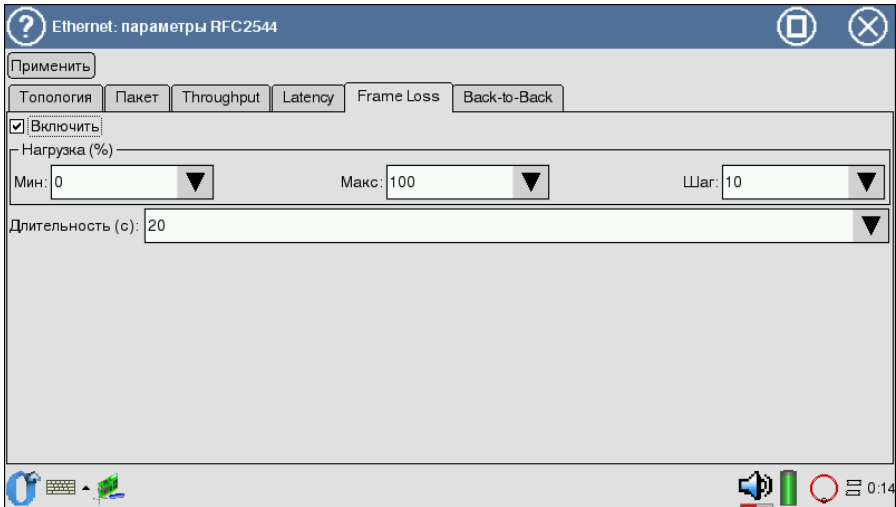 Ethernet: параметры RFC2544
Применить
Топология Пакет Throughput Latency Frame Loss Back-to-Back
Включить
Нагрузка (%)
Мин: 0 Макс: 100 Шаг: 10
Длительность (с): 20
0:14